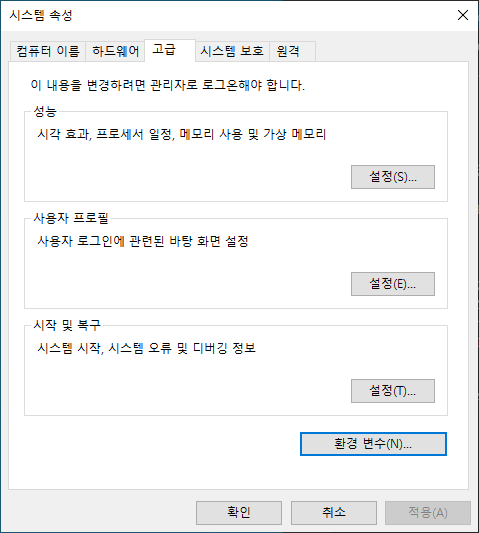 시스템 속성
컴퓨터 이름 하드웨어 고급 시스템 보호 원격
이 내용을 변경하려면 관리자로 로그온해야 합니다.
성능
시각 효과, 프로세서 일정, 메모리 사용 및 가상 메모리
설정(S)...
사용자 프로필
사용자 로그인에 관련된 바탕 화면 설정
설정(E)...
시작 및 복구
시스템 시작, 시스템 오류 및 디버깅 정보
설정(T)...
환경 변수(N)...
확인 취소 적용(A)